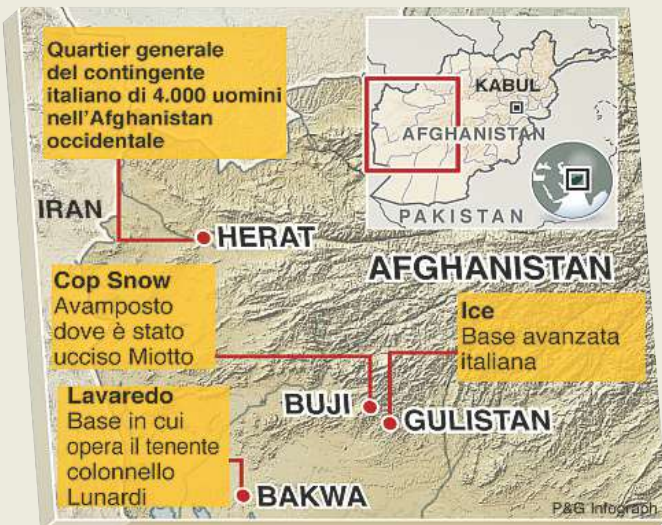 Quartier generale
del contingente
italiano di 4.000 uomini
nell'Afghanistan
occidentale
KABUL
AFGHANISTAN
PAKISTAN
IRAN
HERAT
AFGHANISTAN
Cop Snow
Avamposto
dove è stato
ucciso Miotto
Ice
Base avanzata
italiana
BUJI
GULISTAN
Lavaredo
Base in cui
opera il tenente
colonnello
Lunardi
BAKWA
P&G Infograph